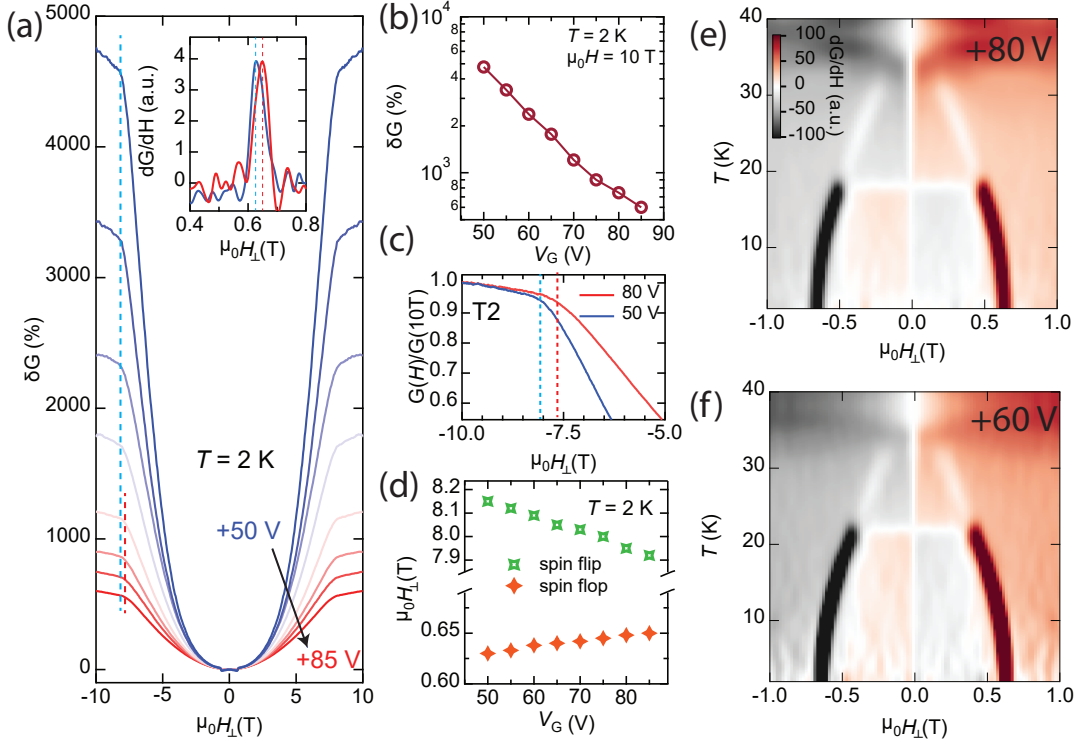 (a)
5000
4000
3000
2000
1000
0
δG (%)
-10
-5
0
5
10
μ₀H⊥(T)
T = 2 K
+50 V
+85 V
dG/dH (a.u.)
4
3
2
1
0
0.4
0.6
0.8
μ₀H⊥(T)
(b)
10⁴
8
6
4
2
10³
8
6
δG (%)
T = 2 K
μ₀H = 10 T
50
60
70
80
90
V_G (V)
(c)
1.0
0.9
0.8
0.7
0.6
G(H)/G(10T)
T2
80 V
50 V
-10.0
-7.5
-5.0
μ₀H⊥(T)
(d)
8.2
8.1
8.0
7.9
0.65
0.60
μ₀H⊥(T)
T = 2 K
spin flip
spin flop
50
60
70
80
90
V_G (V)
(e)
40
30
20
10
T (K)
100
50
0
-50
-100
dG/dH (a.u.)
+80 V
-1.0
-0.5
0.0
0.5
1.0
μ₀H⊥(T)
(f)
40
30
20
10
T (K)
+60 V
-1.0
-0.5
0.0
0.5
1.0
μ₀H⊥(T)